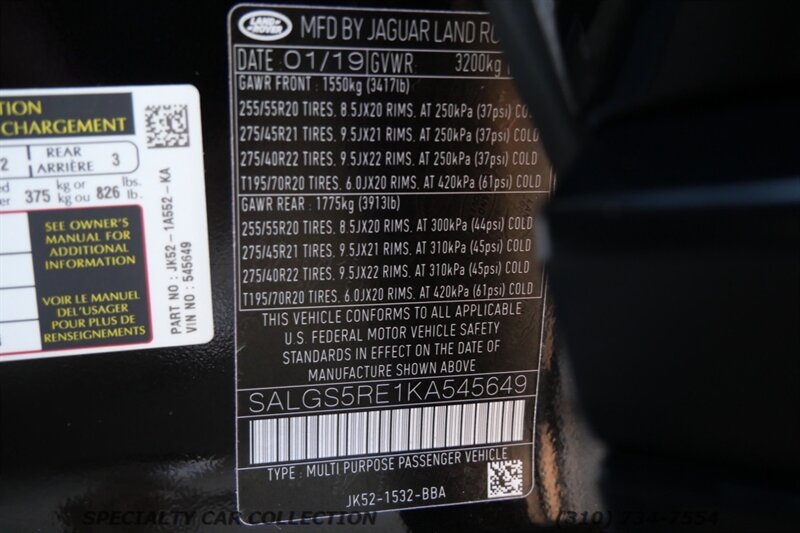 TION
CHARGEMENT
2 REAR ARRIÈRE 3
375 kg or kg ou 826 lbs. lb.
SEE OWNER'S
MANUAL FOR
ADDITIONAL
INFORMATION
VOIR LE MANUEL
DEL'USAGER
POUR PLUS DE
RENSEIGNEMENTS
PART NO : JK52-1A552-KA
VIN NO : 545649
LAND ROVER
MFD BY JAGUAR LAND RO
DATE 01/19 GVWR 3200kg
GAWR FRONT : 1550kg (3417lb)
255/55R20 TIRES, 8.5JX20 RIMS, AT 250kPa (37psi) COLD
275/45R21 TIRES, 9.5JX21 RIMS, AT 250kPa (37psi) COLD
275/40R22 TIRES, 9.5JX22 RIMS, AT 250kPa (37psi) COLD
T195/70R20 TIRES, 6.0JX20 RIMS, AT 420kPa (61psi) COLD
GAWR REAR : 1775kg (3913lb)
255/55R20 TIRES, 8.5JX20 RIMS, AT 300kPa (44psi) COLD
275/45R21 TIRES, 9.5JX21 RIMS, AT 310kPa (45psi) COLD
275/40R22 TIRES, 9.5JX22 RIMS, AT 310kPa (45psi) COLD
T195/70R20 TIRES, 6.0JX20 RIMS, AT 420kPa (61psi) COLD
THIS VEHICLE CONFORMS TO ALL APPLICABLE
U.S. FEDERAL MOTOR VEHICLE SAFETY
STANDARDS IN EFFECT ON THE DATE OF
MANUFACTURE SHOWN ABOVE.
SALGS5RE1KA545649
TYPE : MULTI PURPOSE PASSENGER VEHICLE
JK52-1532-BBA
SPECIALTY CAR COLLECTION (310) 734-7554